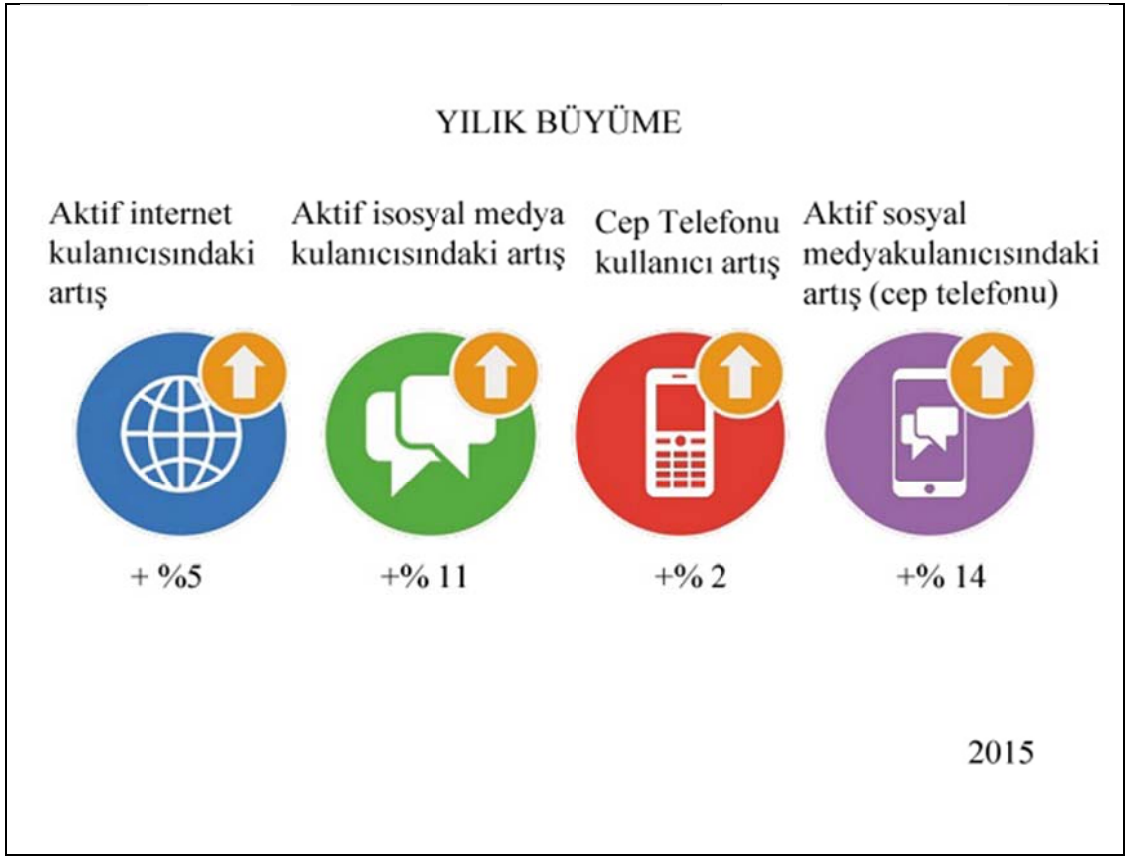 YILIK BÜYÜME
Aktif internet
kulanıcısındaki
artış
Aktif isosyal medya
kulanıcısındaki artış
Cep Telefonu
kullanıcı artış
Aktif sosyal
medyakulanıcısındaki
artış (cep telefonu)
+ %5
+% 11
+% 2
+% 14
2015